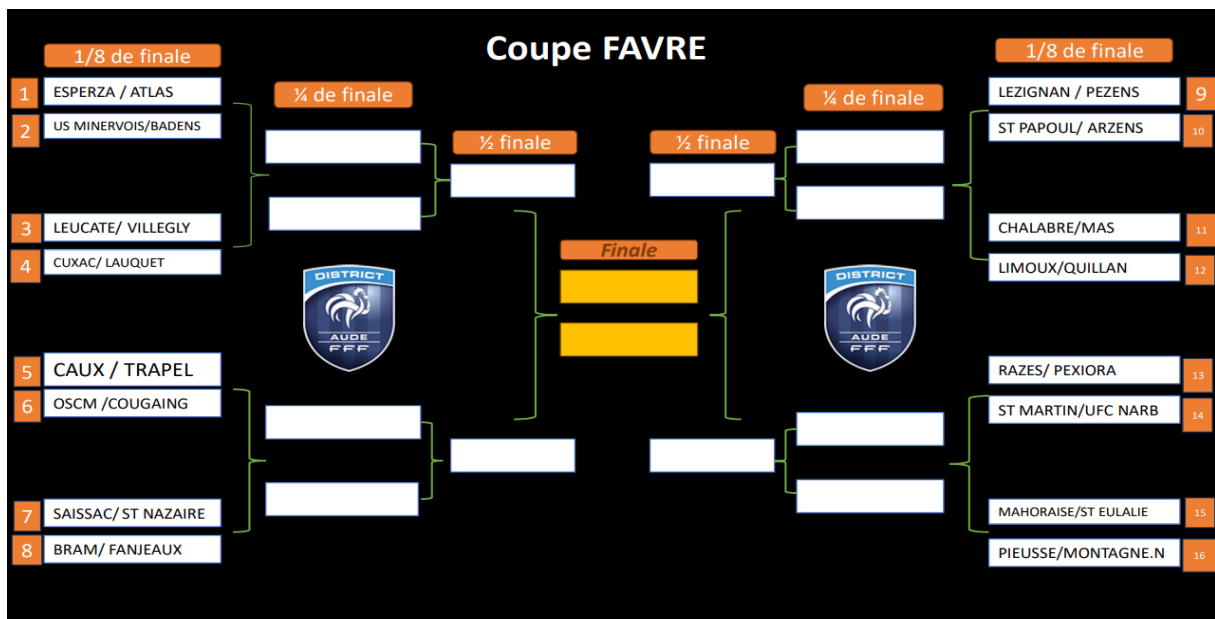 Coupe FAVRE
1/8 de finale
1
ESPERZA / ATLAS
2
US MINERVOIS/BADENS
3
LEUCATE/ VILLEGLY
4
CUXAC/ LAUQUET
5
CAUX / TRAPEL
6
OSCM /COUGAING
7
SAISSAC/ ST NAZAIRE
8
BRAM/ FANJEAUX
¼ de finale
½ finale
DISTRICT
AUDE
FFF
Finale
½ finale
¼ de finale
DISTRICT
AUDE
FFF
1/8 de finale
LEZIGNAN / PEZENS
9
ST PAPOUL/ ARZENS
10
CHALABRE/MAS
11
LIMOUX/QUILLAN
12
RAZES/ PEXIORA
13
ST MARTIN/UFC NARB
14
MAHORAISE/ST EULALIE
15
PIEUSSE/MONTAGNE.N
16